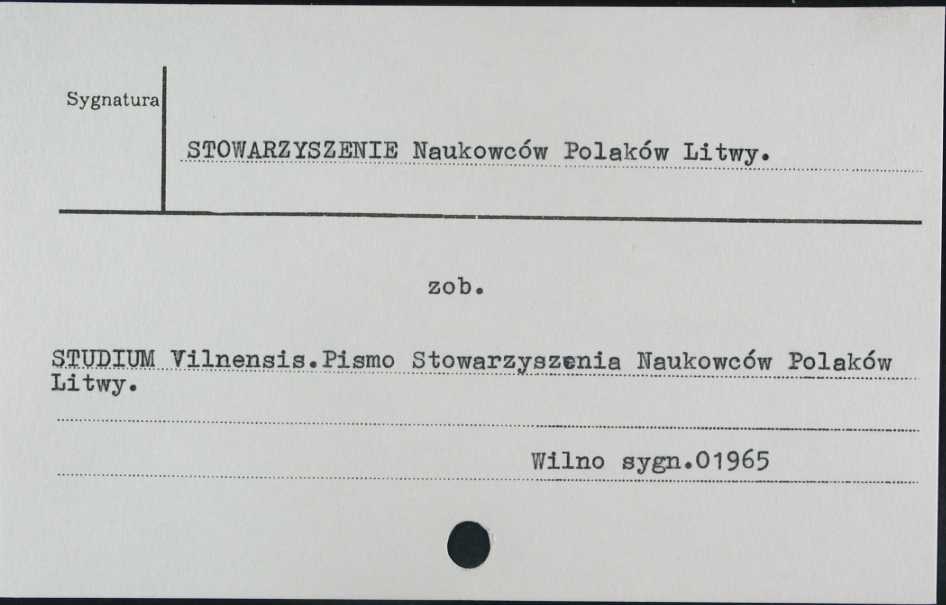 Sygnatura
STOWARZYSZENIE Naukowców Polaków Litwy.
zob.
STUDIUM Vilnensis.Pismo Stowarzyszenia Naukowców Polaków
Litwy.
Wilno sygn.01965